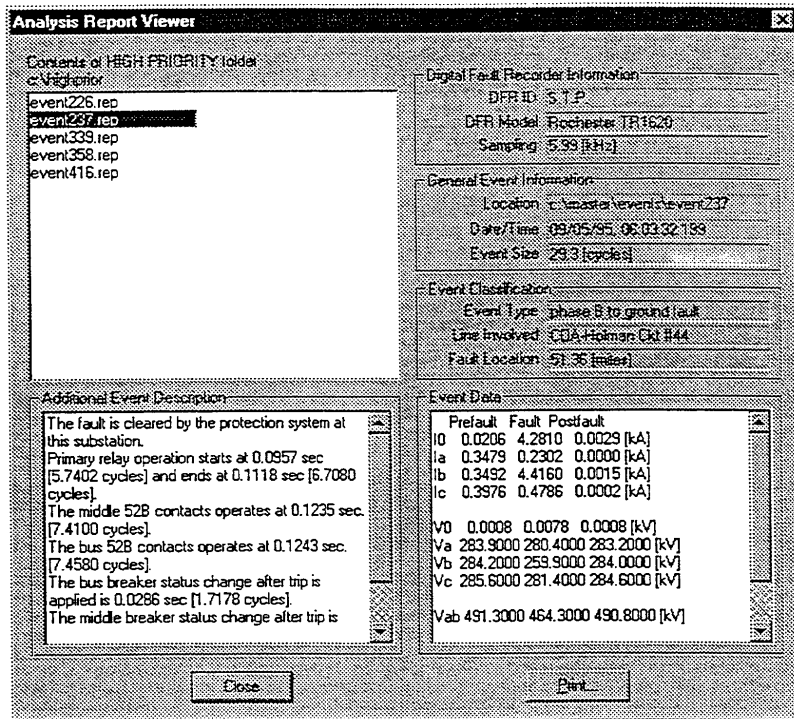 Analysis Report Viewer
Contents of HIGH PRIORITY folder
c:\highprior
event226.rep
event237.rep
event339.rep
event358.rep
event416.rep
Digital Fault Recorder Information
DFR ID S.T.P.
DFR Model Rochester TR1620
Sampling 5.99 [kHz]
General Event Information
Location c:\master\events\event237
Date/Time 09/05/95, 06:03:32.199
Event Size 29.3 [cycles]
Event Classification
Event Type phase B to ground fault
Line Involved Holman Ckt #44
Fault Location 51.36 [miles]
Additional Event Description
The fault is cleared by the protection system at
this substation.
Primary relay operation starts at 0.0957 sec
[5.7402 cycles] and ends at 0.1118 sec [6.7080
cycles].
The middle 52B contacts operates at 0.1235 sec.
[7.4100 cycles].
The bus 52B contacts operates at 0.1243 sec.
[7.4580 cycles].
The bus breaker status change after trip is
applied is 0.0286 sec [1.7178 cycles].
The middle breaker status change after trip is
Event Data
Prefault Fault Postfault
I0 0.0206 4.2810 0.0029 [kA]
Ia 0.3479 0.2302 0.0000 [kA]
Ib 0.3492 4.4160 0.0015 [kA]
Ic 0.3976 0.4786 0.0002 [kA]
V0 0.0008 0.0078 0.0008 [kV]
Va 283.9000 280.4000 283.2000 [kV]
Vb 284.2000 259.9000 284.0000 [kV]
Vc 285.6000 281.4000 284.6000 [kV]
Vab 491.3000 464.3000 490.8000 [kV]
Close
Print...